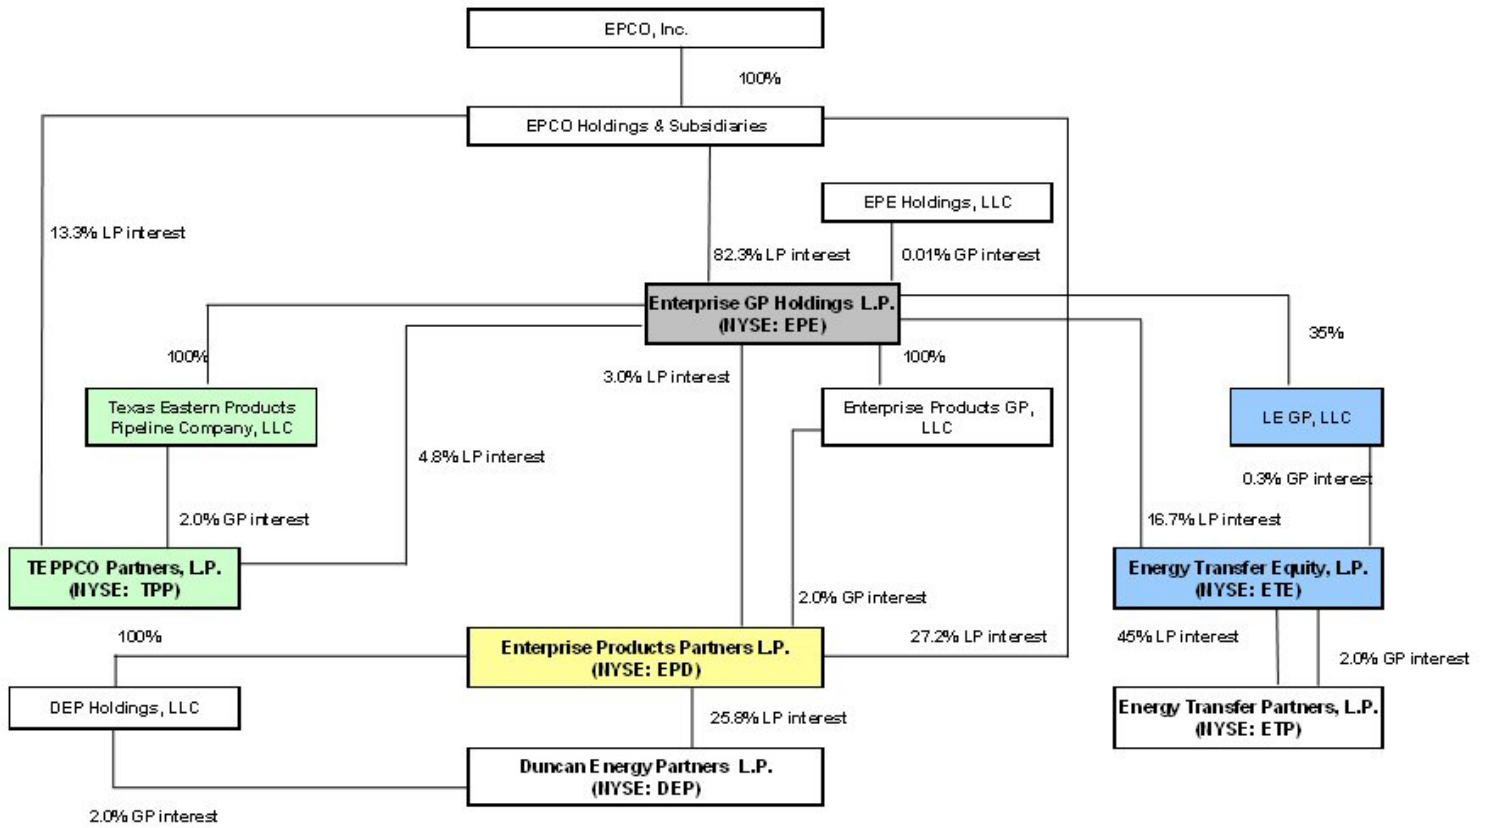 EPCO, Inc.
100%
EPCO Holdings & Subsidiaries
EPE Holdings, LLC
13.3% LP interest
82.3% LP interest
0.01% GP interest
Enterprise GP Holdings L.P.
(NYSE: EPE)
35%
100%
100%
3.0% LP interest
Texas Eastern Products
Pipeline Company, LLC
Enterprise Products GP,
LLC
LE GP, LLC
4.8% LP interest
0.3% GP interest
2.0% GP interest
16.7% LP interest
TEPPCO Partners, L.P.
(NYSE: TPP)
Energy Transfer Equity, L.P.
(NYSE: ETE)
2.0% GP interest
100%
27.2% LP interest
45% LP interest
Enterprise Products Partners L.P.
(NYSE: EPD)
2.0% GP interest
DEP Holdings, LLC
25.8% LP interest
Energy Transfer Partners, L.P.
(NYSE: ETP)
Duncan Energy Partners L.P.
(NYSE: DEP)
2.0% GP interest